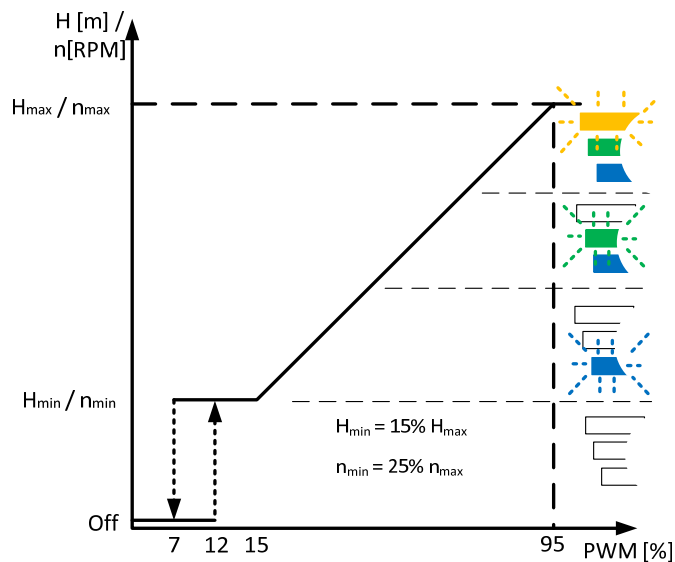 H [m] /
n[RPM]
Hmax / nmax
Hmin / nmin
Hmin = 15% Hmax
nmin = 25% nmax
Off
7 12 15 95 PWM [%]